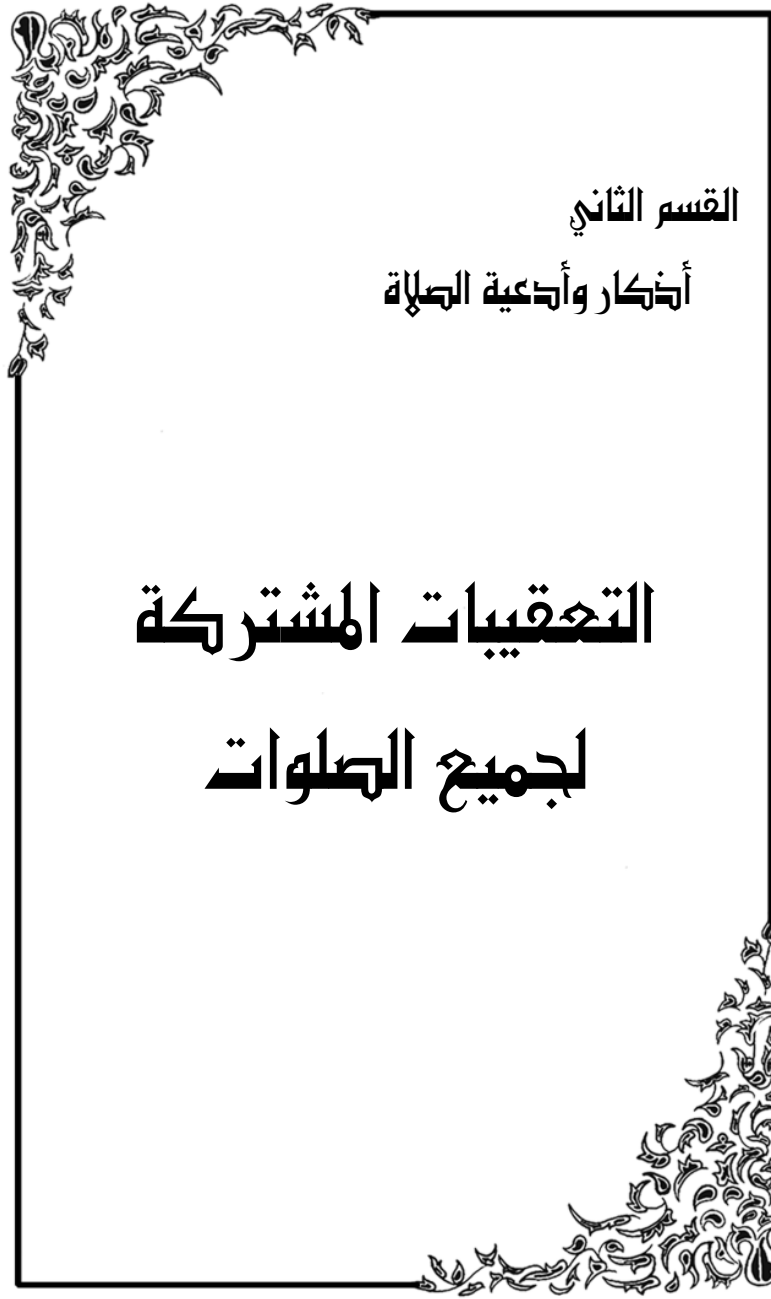 القسم الثاني
أذكار وأدعية الصلاة
التعقيبات المشتركة
لجميع الصلوات